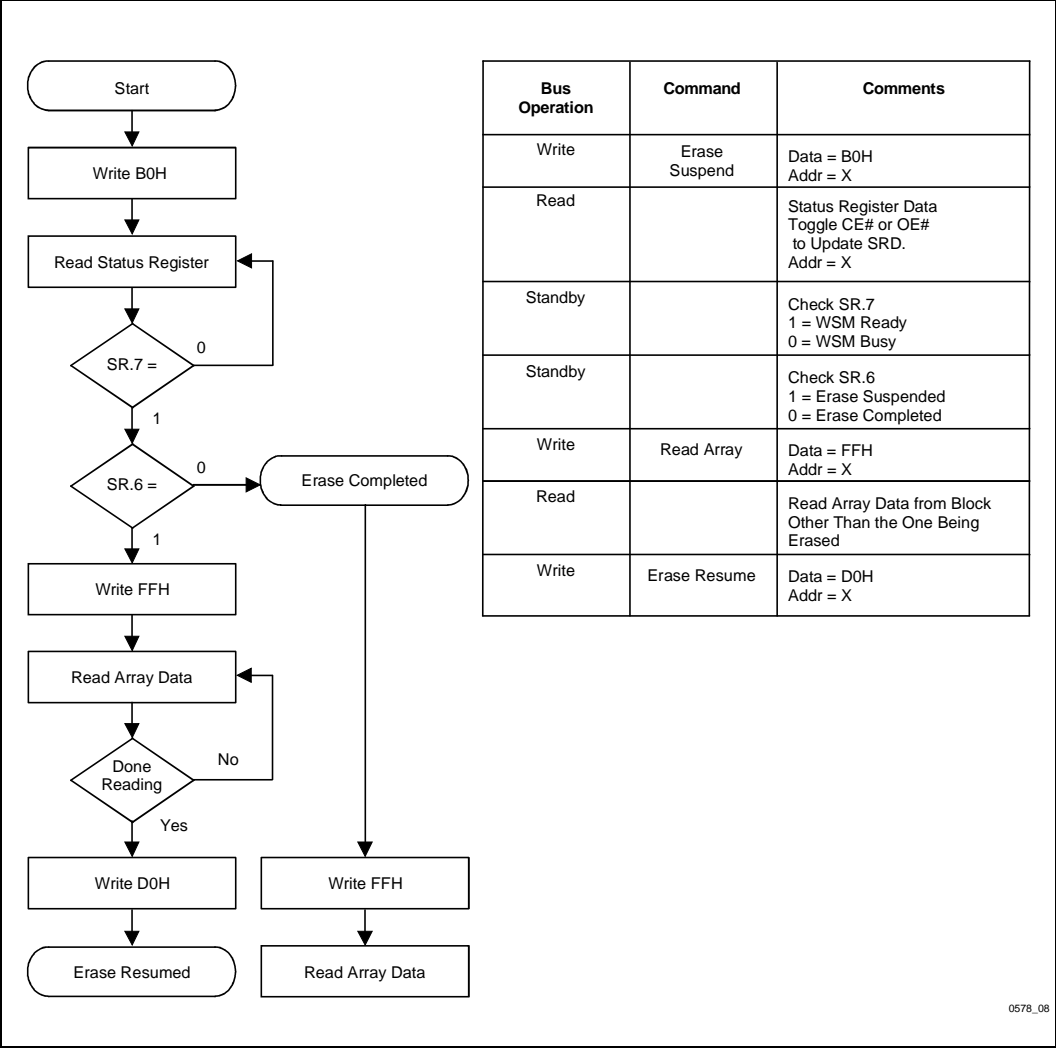 Start
Write B0H
Read Status Register
SR.7 =
0
1
SR.6 =
0
Erase Completed
1
Write FFH
Read Array Data
Done
Reading
No
Yes
Write D0H
Erase Resumed
Write FFH
Read Array Data
Bus
Operation
Command
Comments
Write
Erase
Suspend
Data = B0H
Addr = X
Read
Status Register Data
Toggle CE# or OE#
to Update SRD.
Addr = X
Standby
Check SR.7
1 = WSM Ready
0 = WSM Busy
Standby
Check SR.6
1 = Erase Suspended
0 = Erase Completed
Write
Read Array
Data = FFH
Addr = X
Read
Read Array Data from Block
Other Than the One Being
Erased
Write
Erase Resume
Data = D0H
Addr = X
0578_08